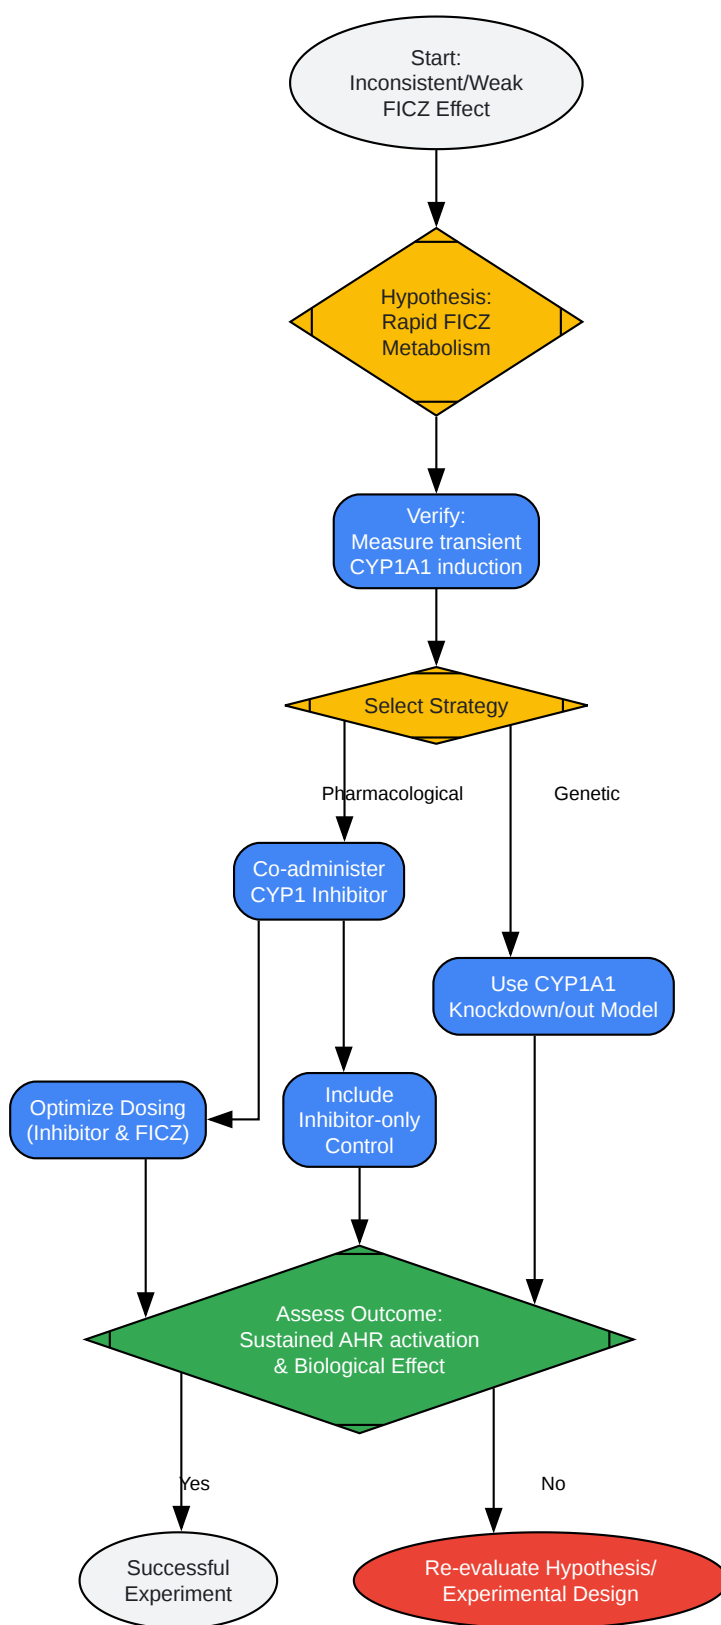 Start:
Inconsistent/Weak
FICZ Effect
Hypothesis:
Rapid FICZ
Metabolism
Verify:
Measure transient
CYP1A1 induction
Select Strategy
Pharmacological
Genetic
Co-administer
CYP1 Inhibitor
Use CYP1A1
Knockdown/out Model
Optimize Dosing
(Inhibitor & FICZ)
Include
Inhibitor-only
Control
Assess Outcome:
Sustained AHR activation
& Biological Effect
Yes
No
Successful
Experiment
Re-evaluate Hypothesis/
Experimental Design